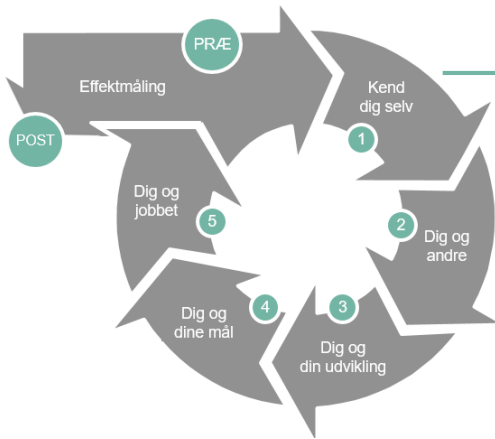 PRÆ
Effektmåling
POST
Kend
dig selv
1
2
Dig og
andre
3
Dig og
din udvikling
4
Dig og
dine mål
5
Dig og
jobbet